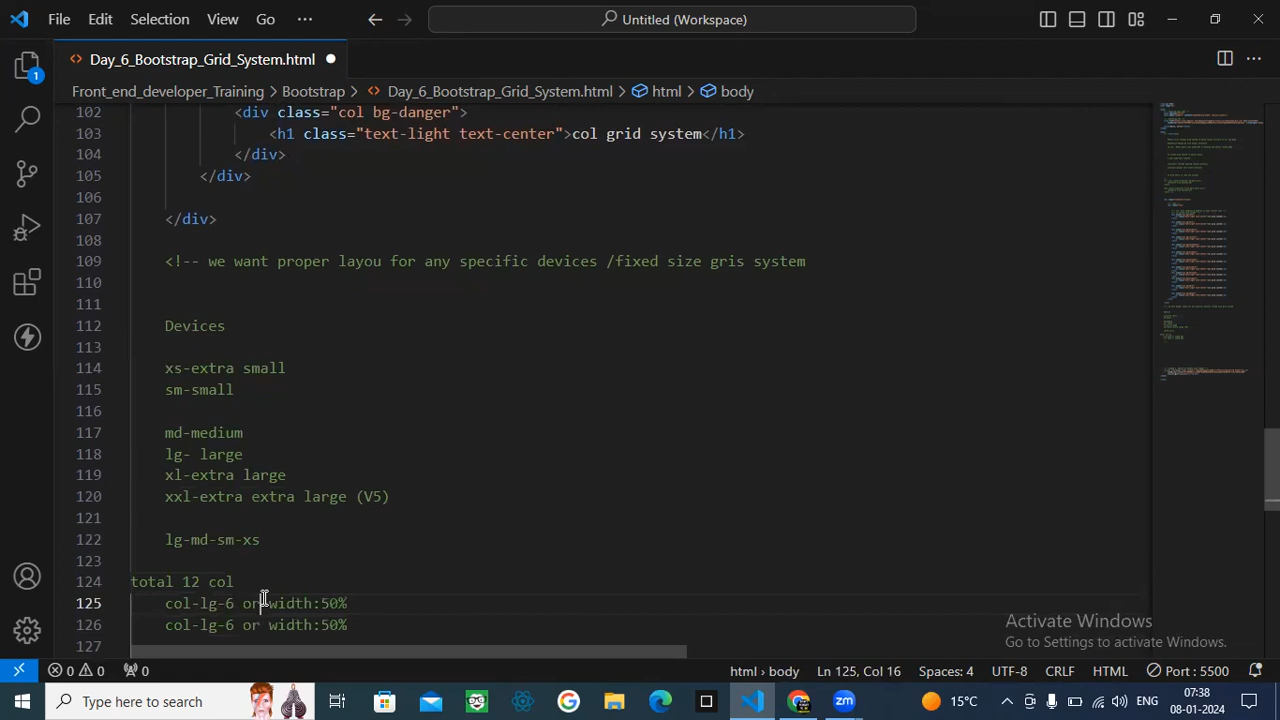 File Edit Selection View Go ··· Untitled (Workspace)
1
Day_6_Bootstrap_Grid_System.html
Front_end_developer_Training > Bootstrap > Day_6_Bootstrap_Grid_System.html > html > body
102 <div class="col bg-danger">
103 <h1 class="text-light text-center">col grid system</h1>
104 </div>
105 </div>
106
107 </div>
108
109 <!-- we want proper layou for any specifi devices /fixed size gris system
110
111
112 Devices
113
114 xs-extra small
115 sm-small
116
117 md-medium
118 lg- large
119 xl-extra large
120 xxl-extra extra large (V5)
121
122 lg-md-sm-xs
123
124 total 12 col
125 col-lg-6 or width:50%
126 col-lg-6 or width:50%
127
Activate Windows
Go to Settings to activate Windows.
0 0 0 html > body Ln 125, Col 16 Spaces: 4 UTF-8 CRLF HTML Port : 5500
Type here to search 15°C ENG 07:38
08-01-2024